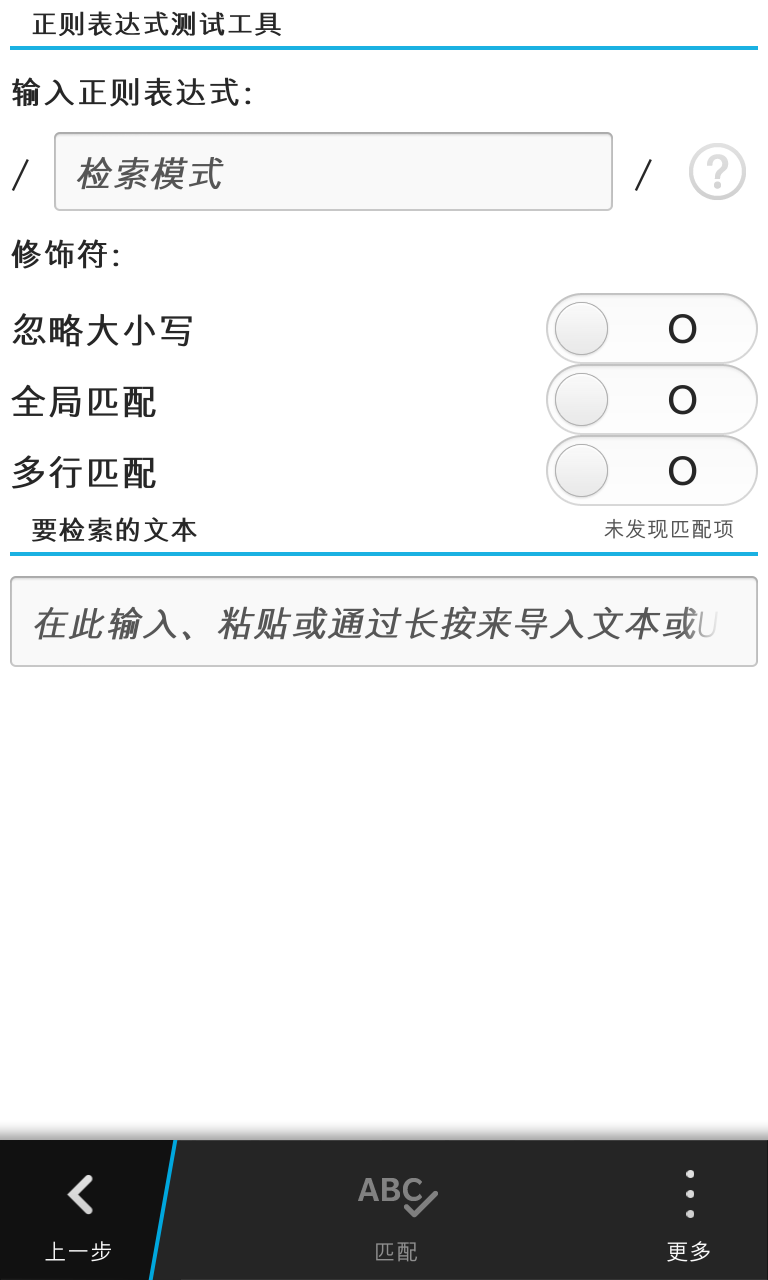 正则表达式测试工具
输入正则表达式:
/ 检索模式 / ?
修饰符:
忽略大小写 O
全局匹配 O
多行匹配 O
要检索的文本 未发现匹配项
在此输入、粘贴或通过长按来导入文本或U
ABC
上一步 匹配 更多